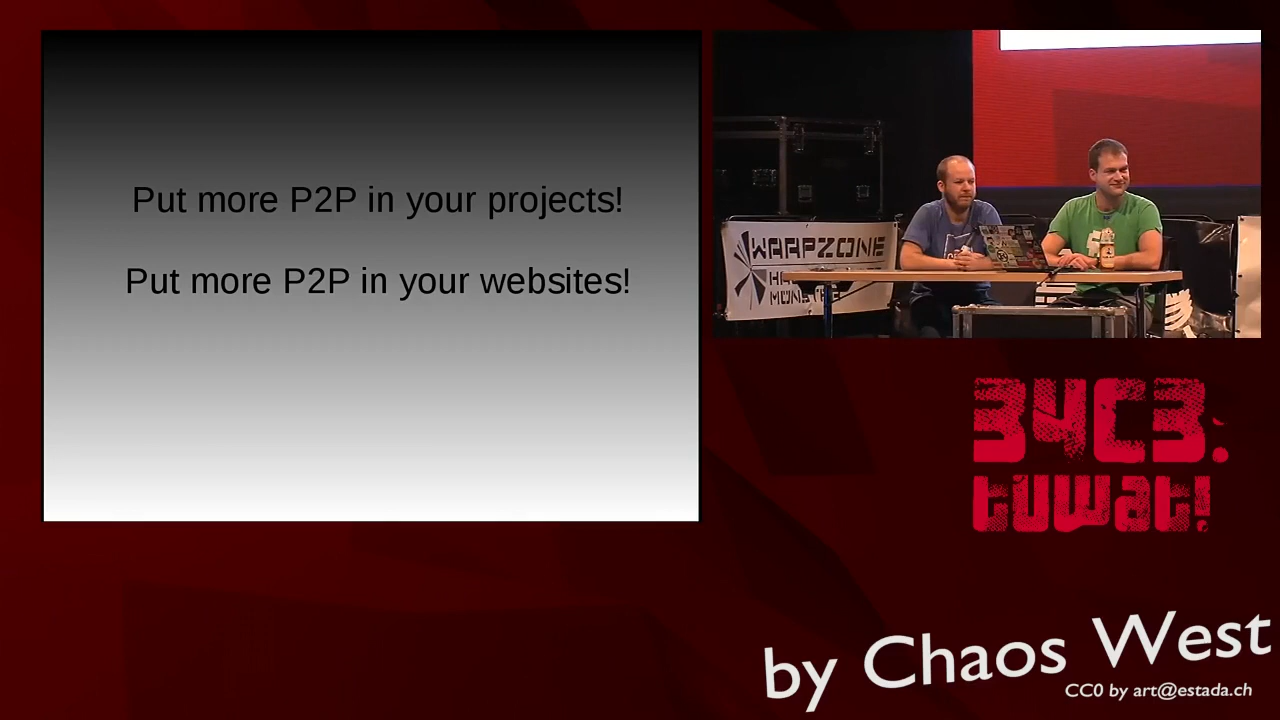 Put more P2P in your projects!
Put more P2P in your websites!
WARPZONE
34C3:
tuwat!
by Chaos West
CC0 by art@estada.ch